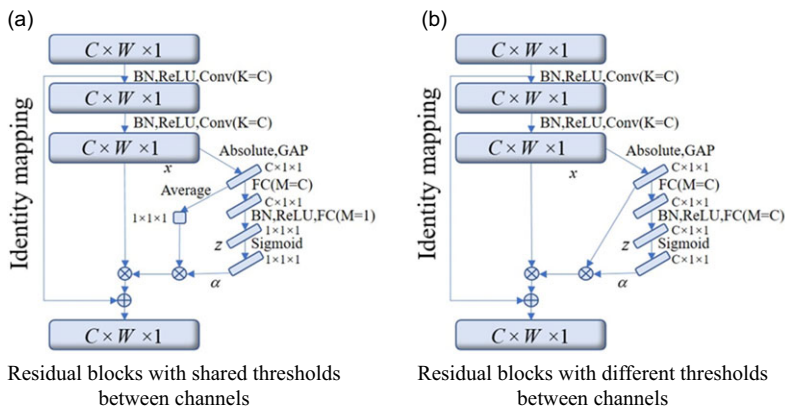 (a)
C × W × 1
BN,ReLU,Conv(K=C)
C × W × 1
BN,ReLU,Conv(K=C)
C × W × 1
x
Absolute,GAP
C×1×1
FC(M=C)
Average
C×1×1
1×1×1
BN,ReLU,FC(M=1)
1×1×1
z
Sigmoid
1×1×1
α
Identity mapping
C × W × 1
Residual blocks with shared thresholds
between channels
(b)
C × W × 1
BN,ReLU,Conv(K=C)
C × W × 1
BN,ReLU,Conv(K=C)
C × W × 1
x
Absolute,GAP
C×1×1
FC(M=C)
C×1×1
BN,ReLU,FC(M=C)
C×1×1
z
Sigmoid
C×1×1
α
Identity mapping
C × W × 1
Residual blocks with different thresholds
between channels